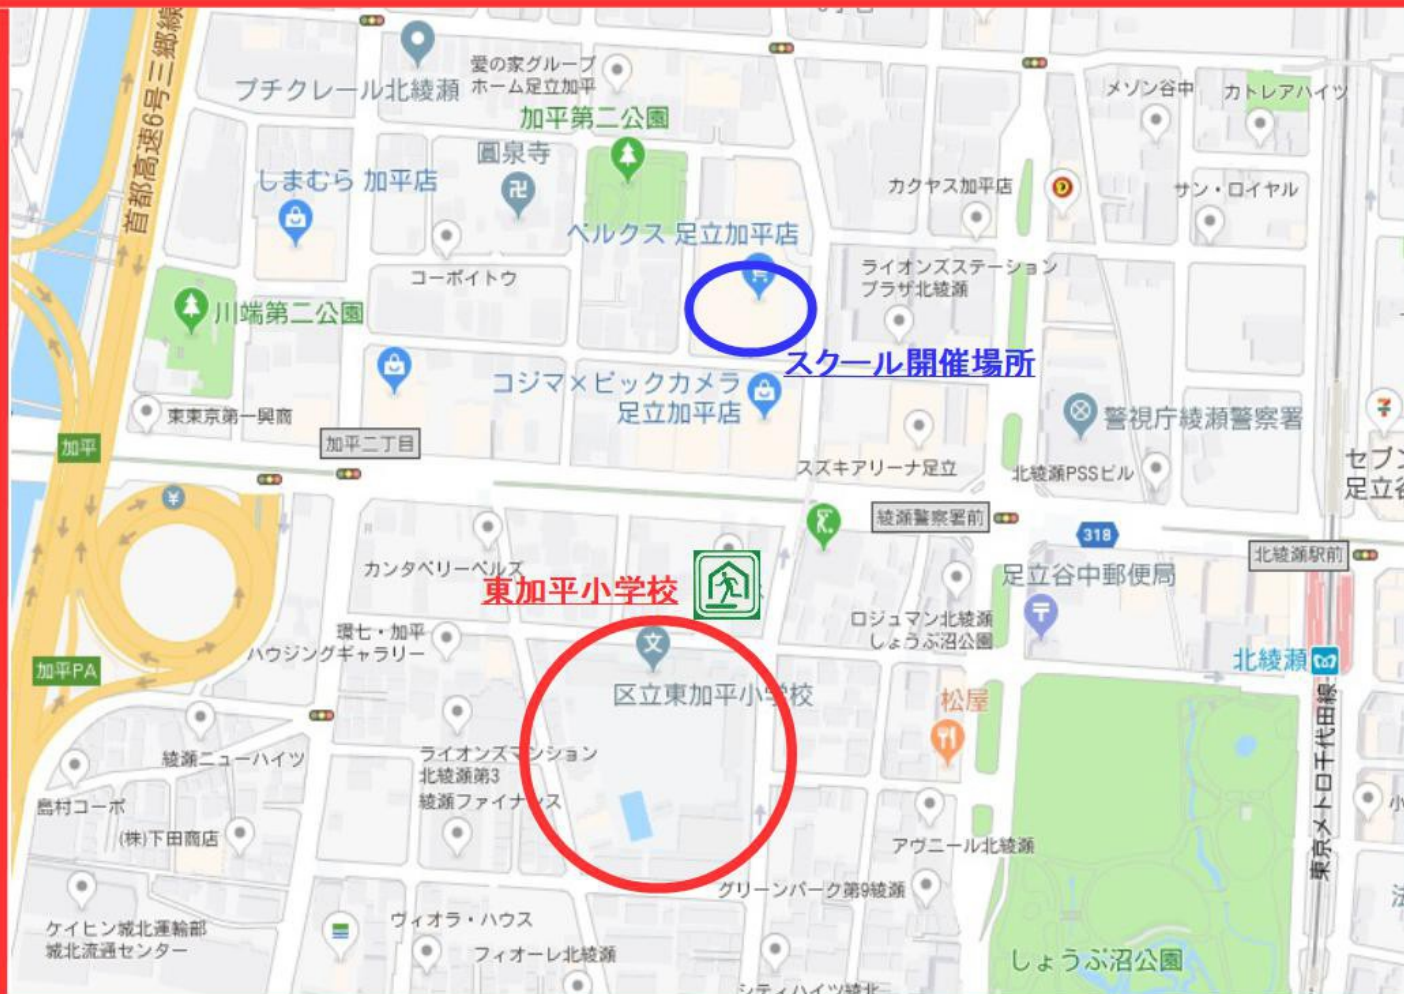 首都高速6号三郷線
プチクレール北綾瀬
愛の家グループ
ホーム足立加平
メゾン谷中
カトレアハイツ
加平第二公園
圓泉寺
卍
しまむら 加平店
カクヤス加平店
サン・ロイヤル
ベルクス 足立加平店
コーポイトウ
ライオンズステーション
プラザ北綾瀬
川端第二公園
スクール開催場所
コジマ×ビックカメラ
足立加平店
東東京第一興商
警視庁綾瀬警察署
加平
加平二丁目
スズキアリーナ足立
北綾瀬PSSビル
セブン
足立谷
¥
綾瀬警察署前
318
北綾瀬駅前
カンタベリーベルズ
東加平小学校
足立谷中郵便局
〒
ロジュマン北綾瀬
しょうぶ沼公園
環七・加平
ハウジングギャラリー
文
区立東加平小学校
加平PA
北綾瀬
松屋
東京メトロ千代田線
綾瀬ニューハイツ
ライオンズマンション
北綾瀬第3
綾瀬ファイナンス
島村コーポ
(株)下田商店
小
アヴニール北綾瀬
グリーンパーク第9綾瀬
ケイヒン城北運輸部
城北流通センター
ヴィオラ・ハウス
フィオーレ北綾瀬
しょうぶ沼公園
シティハイツ綾北